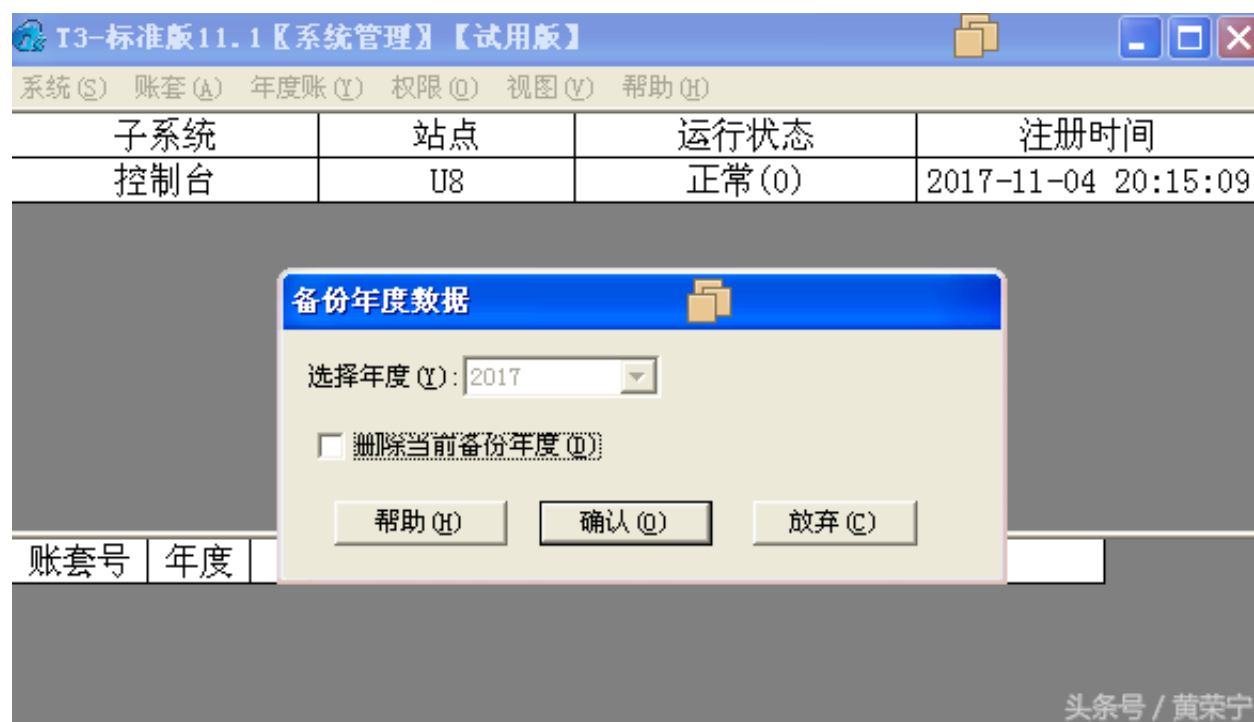 T3-标准版11.1〖系统管理〗【试用版】
系统(S) 账套(A) 年度账(Y) 权限(O) 视图(V) 帮助(H)
子系统 站点 运行状态 注册时间
控制台 U8 正常(0) 2017-11-04 20:15:09
备份年度数据
选择年度(Y): 2017
删除当前备份年度(D)
帮助(H) 确认(O) 放弃(C)
账套号 年度
头条号 / 黄荣宁